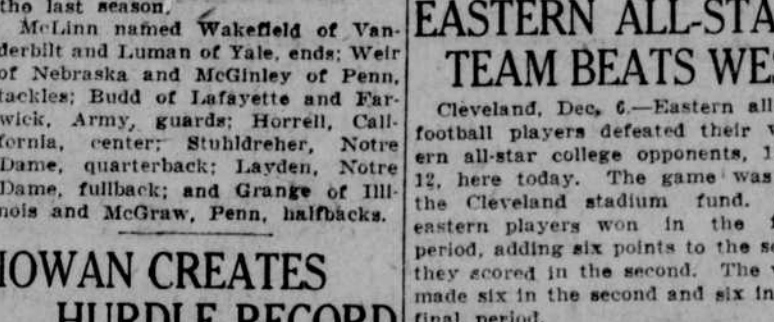 the last season.
McLinn named Wakefield of Van-
derbilt and Luman of Yale, ends; Weir
of Nebraska and McGinley of Penn,
tackles; Budd of Lafayette and Far-
wick, Army, guards; Horrell, Cali-
fornia, center; Stuhldreher, Notre
Dame, quarterback; Layden, Notre
Dame, fullback; and Grange of Illi-
nois and McGraw, Penn, halfbacks.
IOWAN CREATES
HURDLE RECORD
EASTERN ALL-STA
TEAM BEATS WE
Cleveland, Dec. 6.—Eastern all
football players defeated their
ern all-star college opponents, 1
12, here today. The game was
the Cleveland stadium fund.
eastern players won in the
period, adding six points to the s
they scored in the second. The
made six in the second and six in
final period.